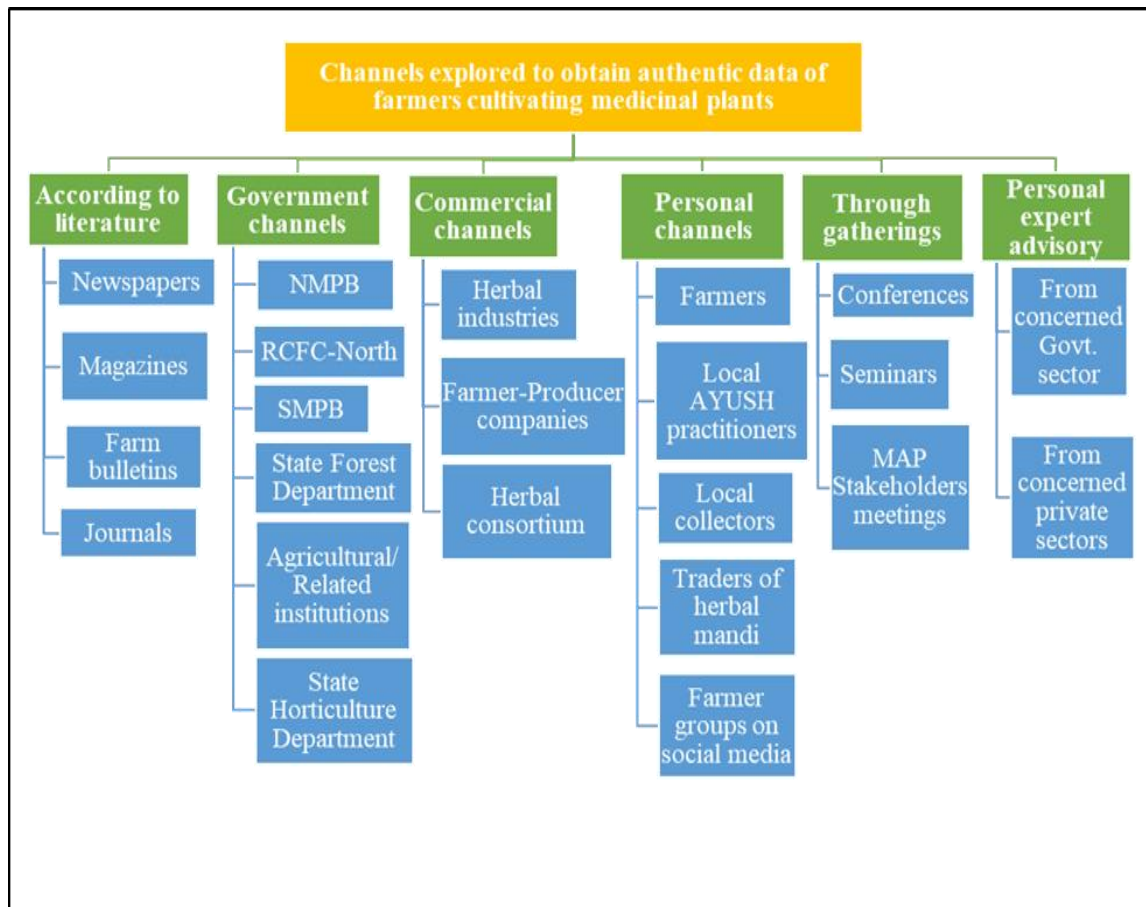 Channels explored to obtain authentic data of
farmers cultivating medicinal plants
According to
literature
Newspapers
Magazines
Farm
bulletins
Journals
Government
channels
NMPB
RCFC-North
SMPB
State Forest
Department
Agricultural/
Related
institutions
State
Horticulture
Department
Commercial
channels
Herbal
industries
Farmer-Producer
companies
Herbal
consortium
Personal
channels
Farmers
Local
AYUSH
practitioners
Local
collectors
Traders of
herbal
mandi
Farmer
groups on
social media
Through
gatherings
Conferences
Seminars
MAP
Stakeholders
meetings
Personal
expert
advisory
From
concerned
Govt.
sector
From
concerned
private
sectors